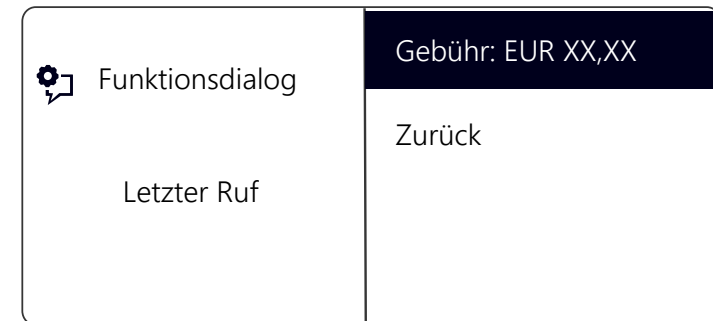 Funktionsdialog
Letzter Ruf
Gebühr: EUR XX,XX
Zurück